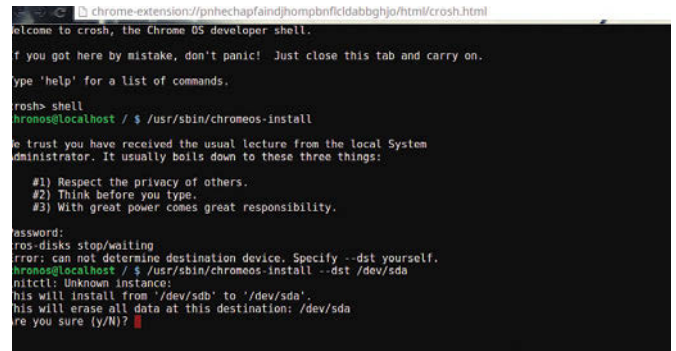 chrome-extension://pnhechapfaindjhompbnflcldabbghjo/html/crosh.html
elcome to crosh, the Chrome OS developer shell.
f you got here by mistake, don't panic!  Just close this tab and carry on.
ype 'help' for a list of commands.
rosh> shell
hronos@localhost / $ /usr/sbin/chromeos-install
e trust you have received the usual lecture from the local System
dministrator. It usually boils down to these three things:
#1) Respect the privacy of others.
#2) Think before you type.
#3) With great power comes great responsibility.
assword:
ros-disks stop/waiting
rror: can not determine destination device. Specify --dst yourself.
hronos@localhost / $ /usr/sbin/chromeos-install --dst /dev/sda
nitctl: Unknown instance:
his will install from '/dev/sdb' to '/dev/sda'.
his will erase all data at this destination: /dev/sda
re you sure (y/N)?